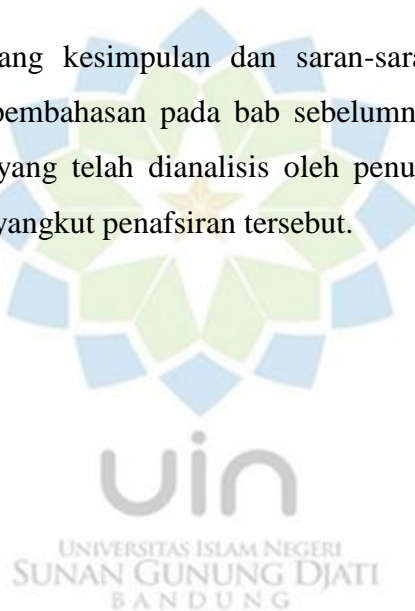 ang kesimpulan dan saran-sara
pembahasan pada bab sebelumn
yang telah dianalisis oleh penu
yangkut penafsiran tersebut.
uin
UNIVERSITAS ISLAM NEGERI
SUNAN GUNUNG DJATI
BANDUNG